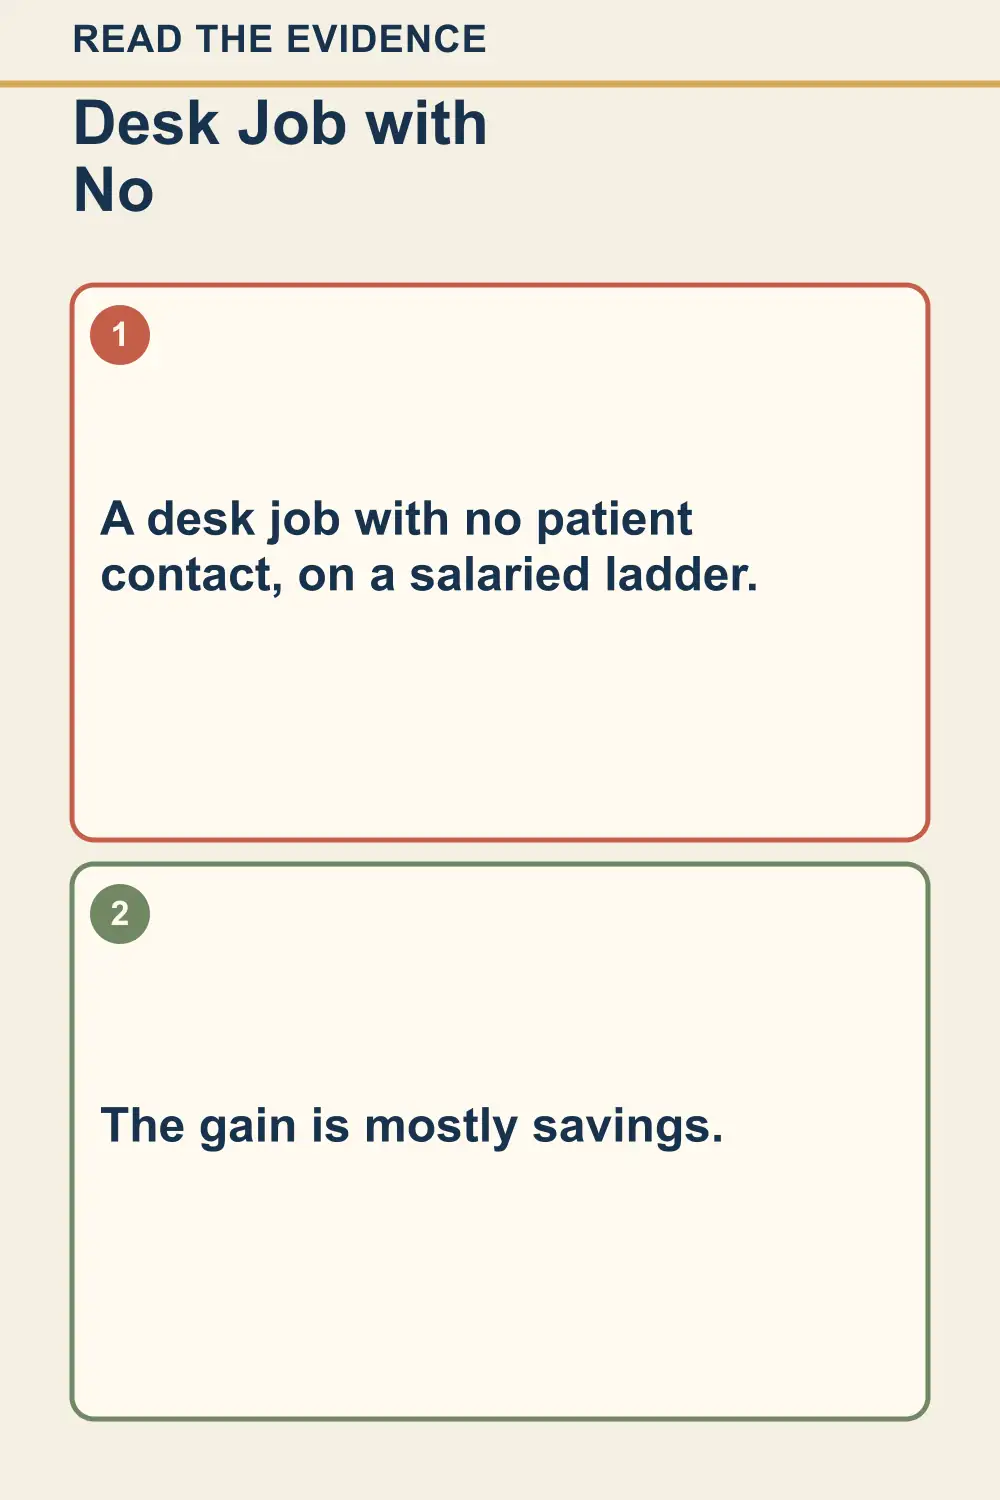 READ THE EVIDENCE
Desk Job with
No
1
A desk job with no patient
contact, on a salaried ladder.
2
The gain is mostly savings.